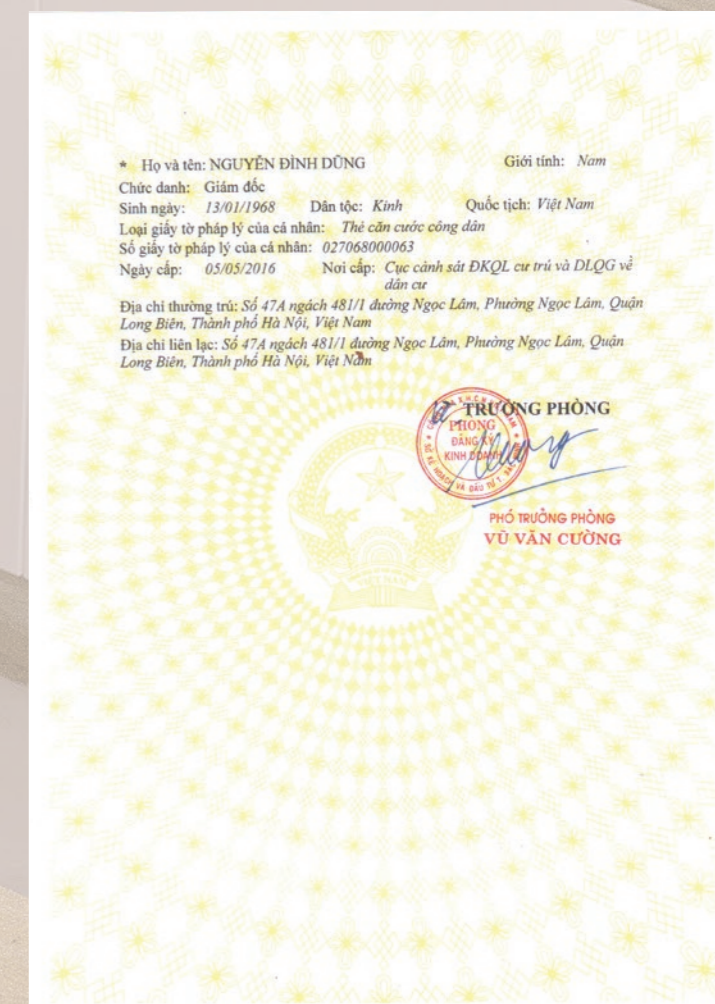 * Họ và tên: NGUYỄN ĐÌNH DŨNG Giới tính: Nam
Chức danh: Giám đốc
Sinh ngày: 13/01/1968 Dân tộc: Kinh Quốc tịch: Việt Nam
Loại giấy tờ pháp lý của cá nhân: Thẻ căn cước công dân
Số giấy tờ pháp lý của cá nhân: 027068000063
Ngày cấp: 05/05/2016 Nơi cấp: Cục cảnh sát ĐKQL cư trú và DLQG về
dân cư
Địa chỉ thường trú: Số 47A ngách 481/1 đường Ngọc Lâm, Phường Ngọc Lâm, Quận
Long Biên, Thành phố Hà Nội, Việt Nam
Địa chỉ liên lạc: Số 47A ngách 481/1 đường Ngọc Lâm, Phường Ngọc Lâm, Quận
Long Biên, Thành phố Hà Nội, Việt Nam
TRƯỞNG PHÒNG
PHÒNG
ĐĂNG KÝ
KINH DOANH
PHÓ TRƯỞNG PHÒNG
VŨ VĂN CƯỜNG
VIỆT NAM